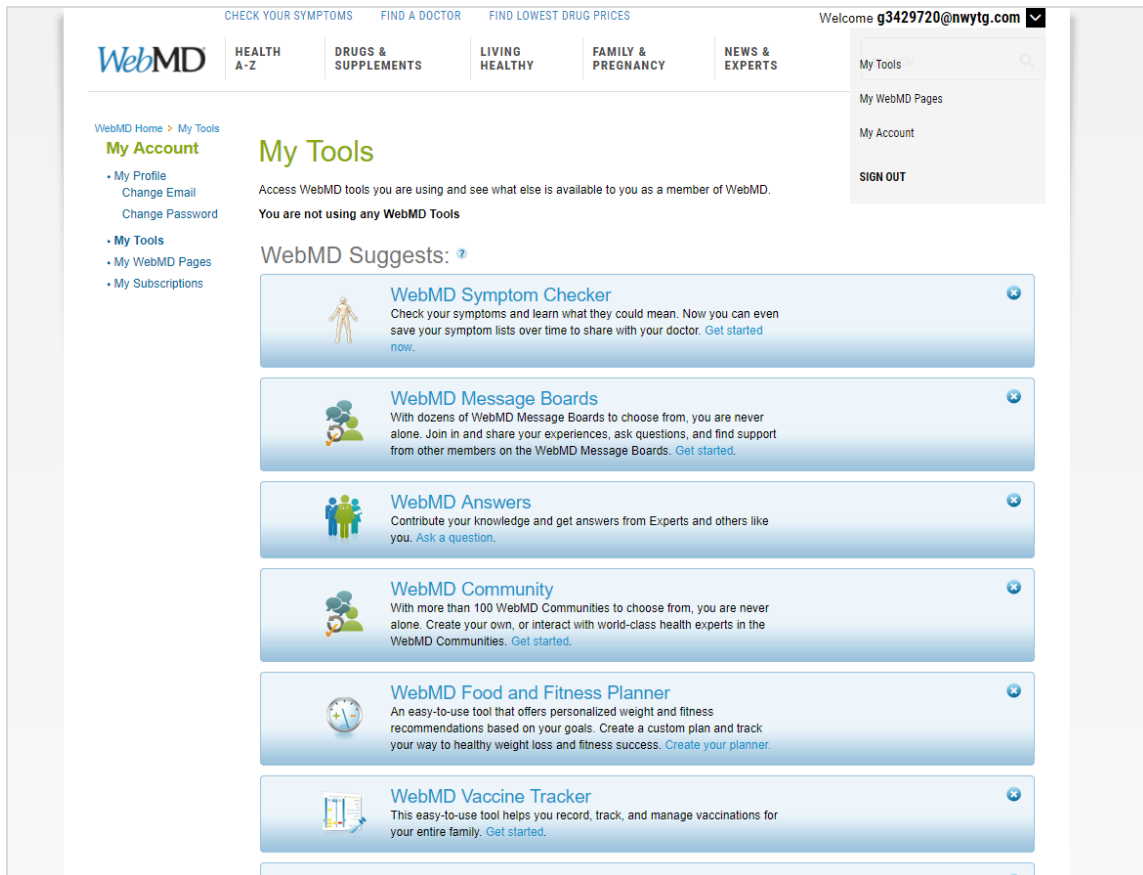 CHECK YOUR SYMPTOMS FIND A DOCTOR FIND LOWEST DRUG PRICES
Welcome g3429720@nwytg.com
WebMD
HEALTH A-Z
DRUGS & SUPPLEMENTS
LIVING HEALTHY
FAMILY & PREGNANCY
NEWS & EXPERTS
My Tools
My WebMD Pages
My Account
SIGN OUT
WebMD Home > My Tools
My Account
• My Profile
Change Email
Change Password
• My Tools
• My WebMD Pages
• My Subscriptions
My Tools
Access WebMD tools you are using and see what else is available to you as a member of WebMD.
You are not using any WebMD Tools
WebMD Suggests: ?
WebMD Symptom Checker
Check your symptoms and learn what they could mean. Now you can even
save your symptom lists over time to share with your doctor. Get started
now.
WebMD Message Boards
With dozens of WebMD Message Boards to choose from, you are never
alone. Join in and share your experiences, ask questions, and find support
from other members on the WebMD Message Boards. Get started.
WebMD Answers
Contribute your knowledge and get answers from Experts and others like
you. Ask a question.
WebMD Community
With more than 100 WebMD Communities to choose from, you are never
alone. Create your own, or interact with world-class health experts in the
WebMD Communities. Get started.
WebMD Food and Fitness Planner
An easy-to-use tool that offers personalized weight and fitness
recommendations based on your goals. Create a custom plan and track
your way to healthy weight loss and fitness success. Create your planner.
WebMD Vaccine Tracker
This easy-to-use tool helps you record, track, and manage vaccinations for
your entire family. Get started.